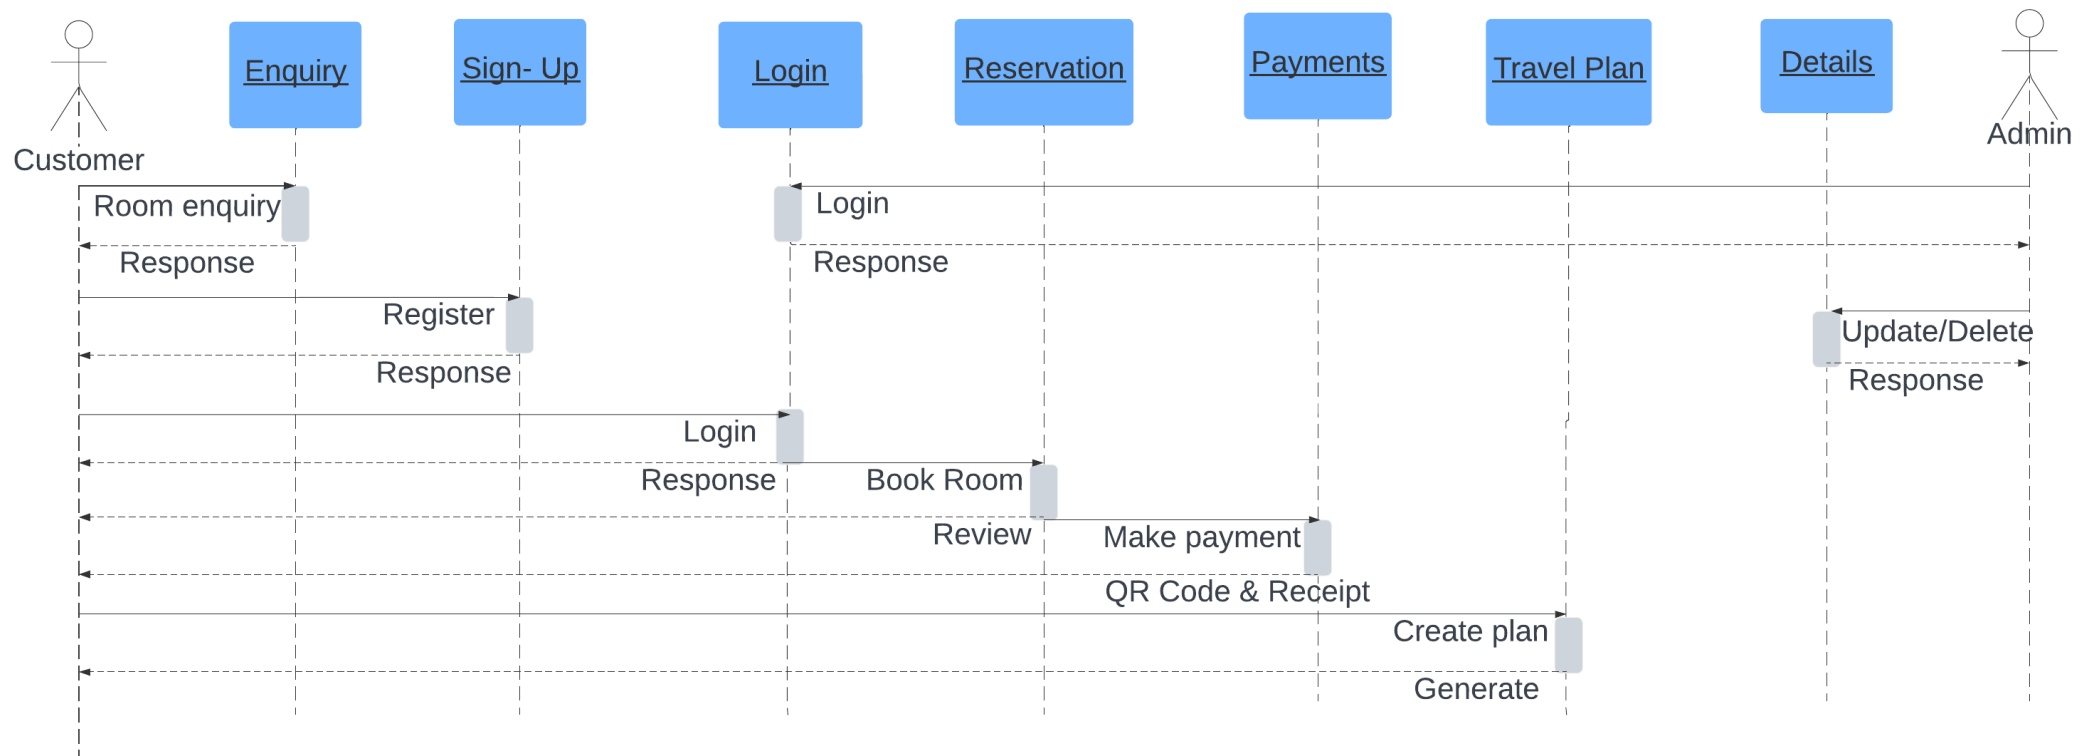 Enquiry
Sign- Up
Login
Reservation
Payments
Travel Plan
Details
Customer
Admin
Room enquiry
Login
Response
Response
Register
Update/Delete
Response
Response
Login
Response
Book Room
Review
Make payment
QR Code & Receipt
Create plan
Generate